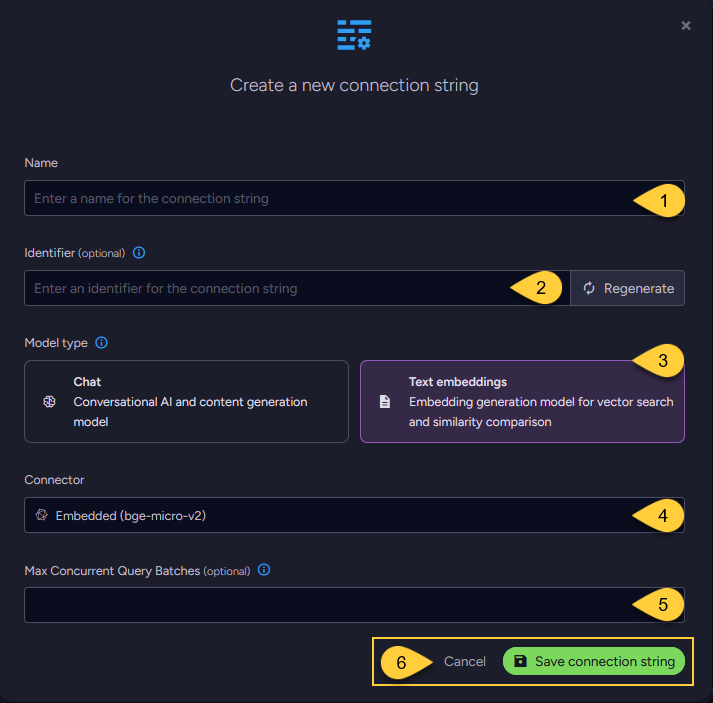 Create a new connection string
Name
Enter a name for the connection string
1
Identifier (optional)
Enter an identifier for the connection string
2
Regenerate
Model type
3
Chat
Conversational AI and content generation
model
Text embeddings
Embedding generation model for vector search
and similarity comparison
Connector
Embedded (bge-micro-v2)
4
Max Concurrent Query Batches (optional)
5
6
Cancel
Save connection string